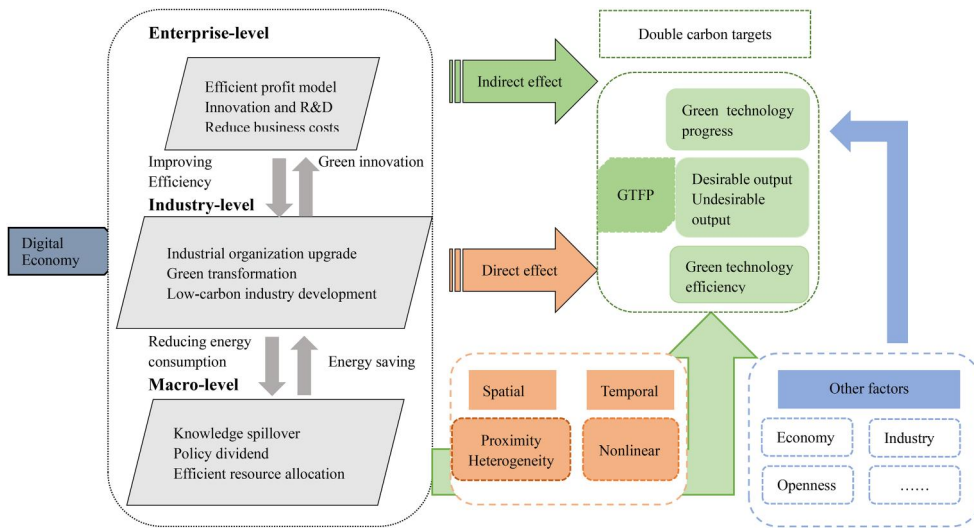 Enterprise-level
Efficient profit model
Innovation and R&D
Reduce business costs
Improving
Efficiency
Green innovation
Industry-level
Digital
Economy
Industrial organization upgrade
Green transformation
Low-carbon industry development
Reducing energy
consumption
Energy saving
Macro-level
Knowledge spillover
Policy dividend
Efficient resource allocation
Indirect effect
Direct effect
Double carbon targets
Green technology
progress
GTFP
Desirable output
Undesirable
output
Green technology
efficiency
Spatial
Temporal
Proximity
Heterogeneity
Nonlinear
Other factors
Economy
Industry
Openness
……